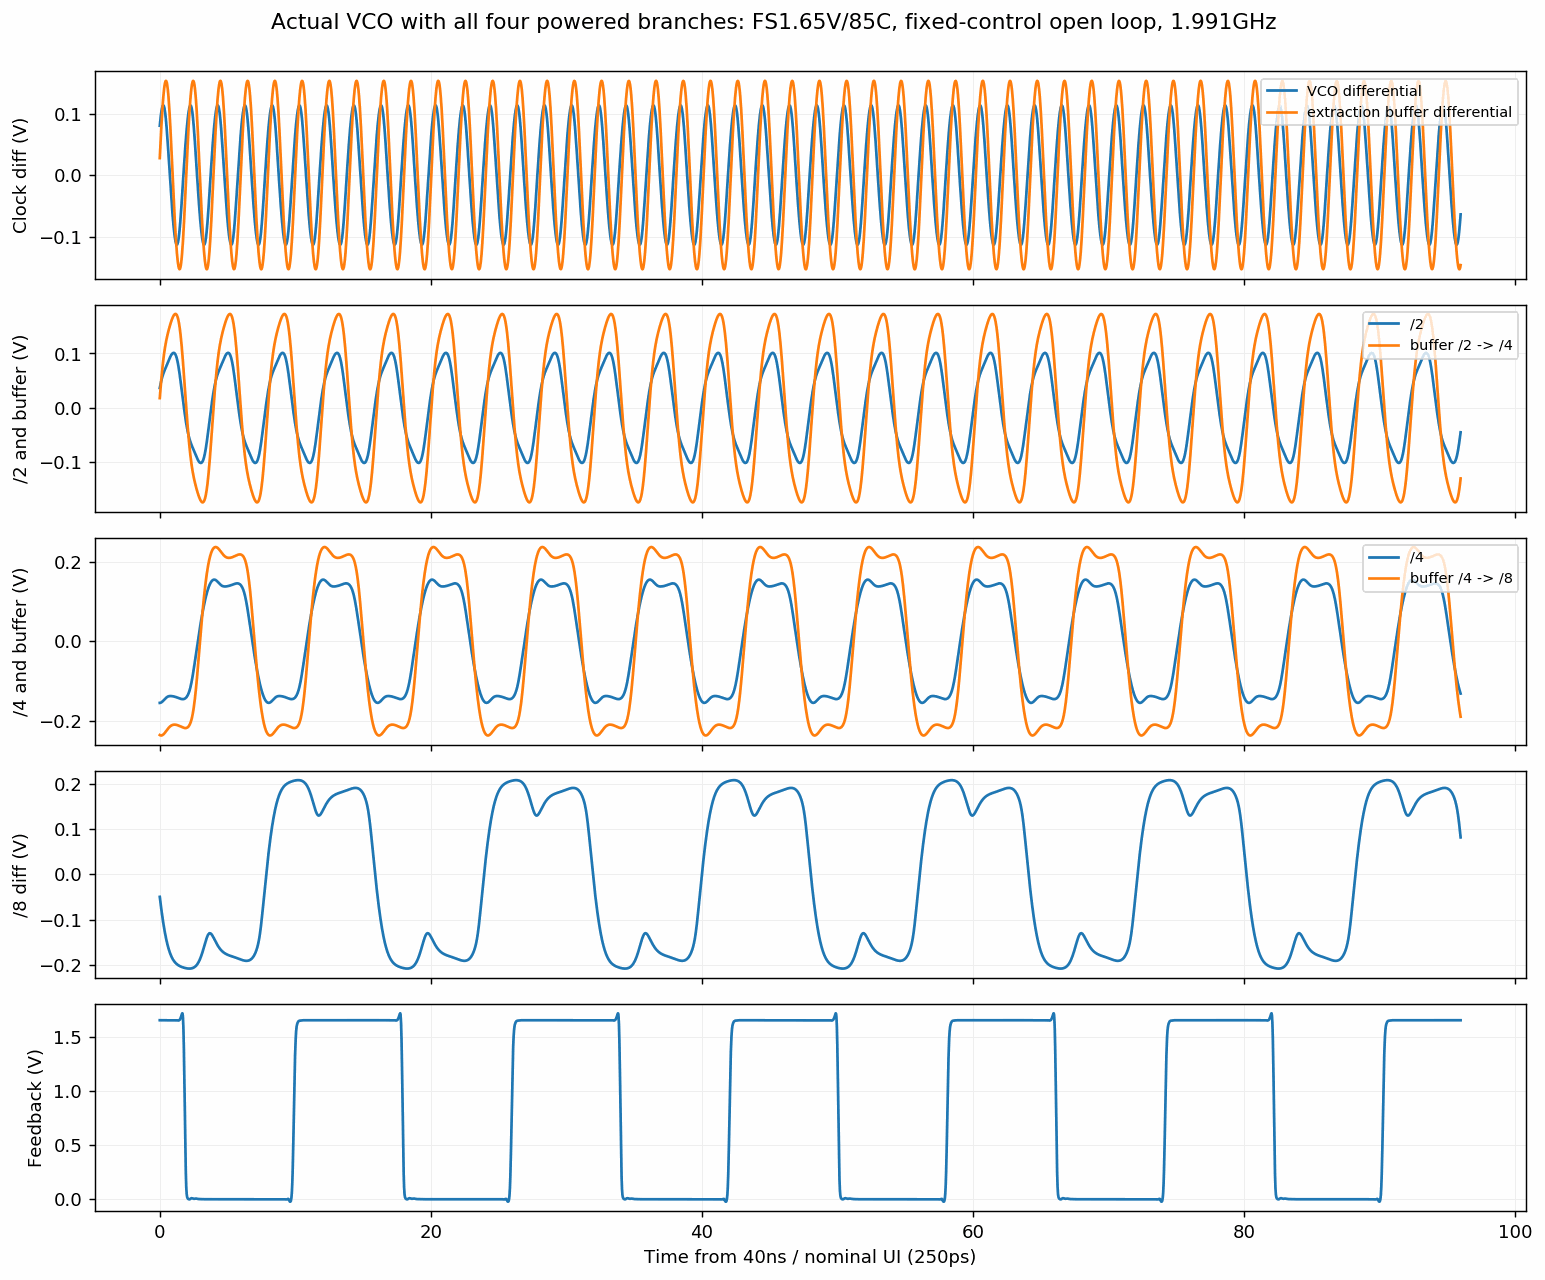 Actual VCO with all four powered branches: FS1.65V/85C, fixed-control open loop, 1.991GHz
Clock diff (V)
0.1
0.0
−0.1
VCO differential
extraction buffer differential
/2 and buffer (V)
0.1
0.0
−0.1
/2
buffer /2 -> /4
/4 and buffer (V)
0.2
0.0
−0.2
/4
buffer /4 -> /8
/8 diff (V)
0.2
0.1
0.0
−0.1
−0.2
Feedback (V)
1.5
1.0
0.5
0.0
0 20 40 60 80 100
Time from 40ns / nominal UI (250ps)